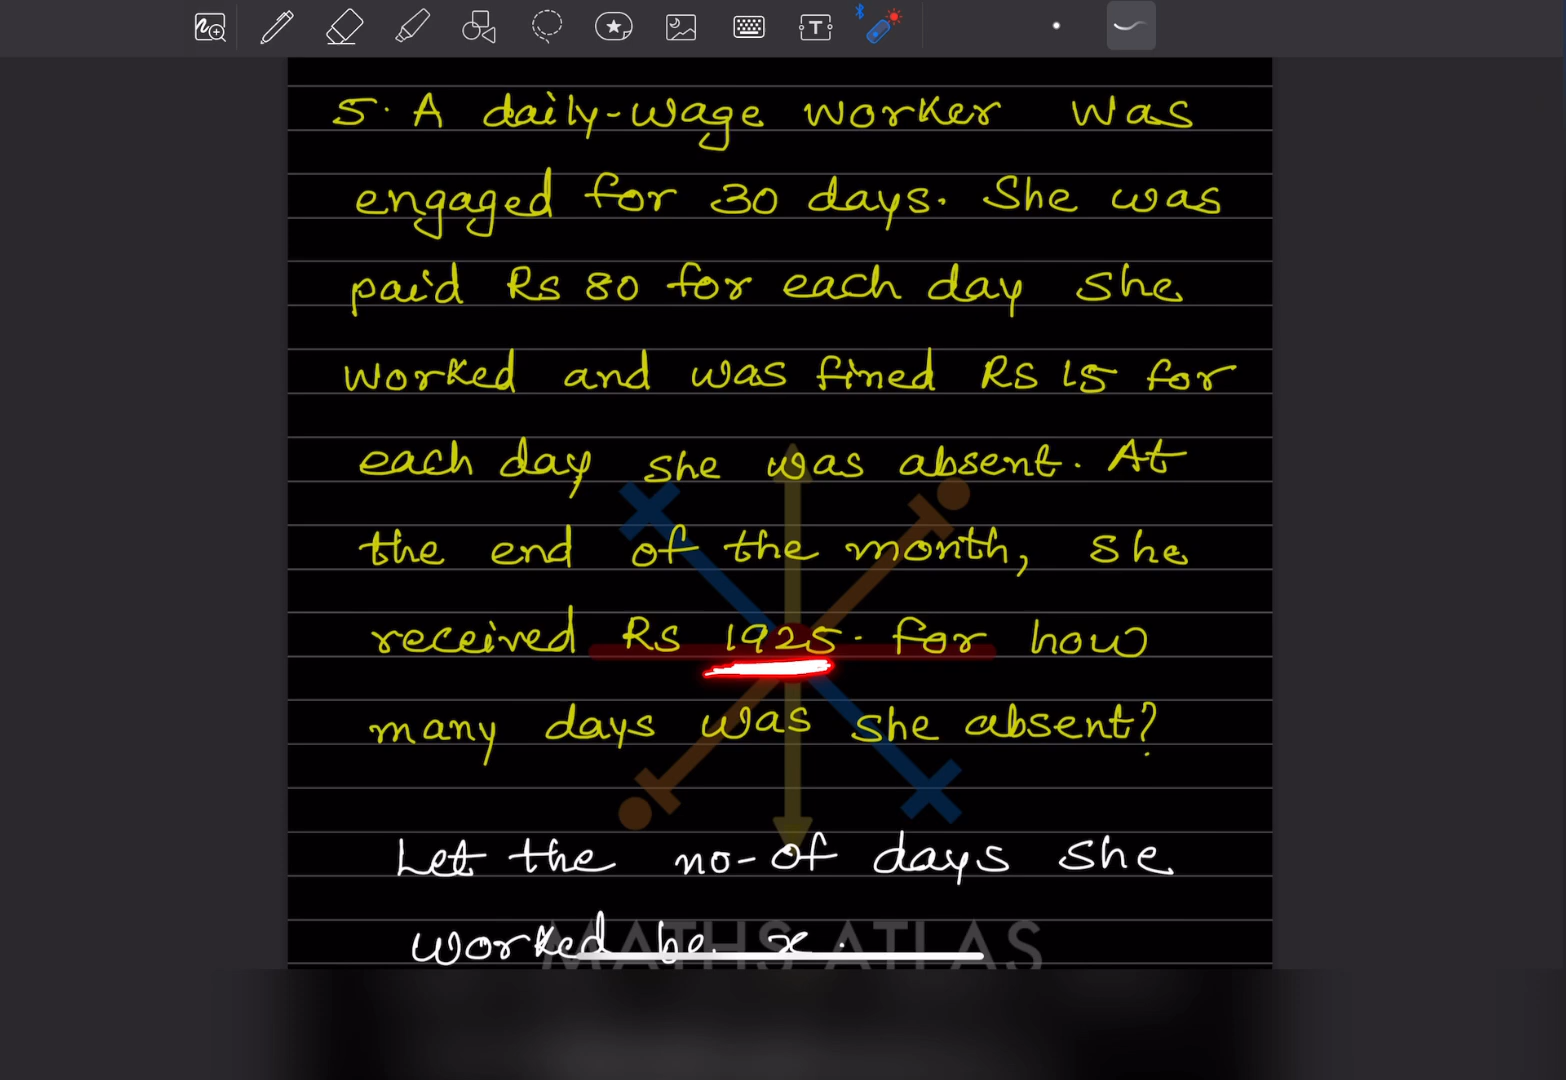 5. A daily-wage worker was
engaged for 30 days. She was
paid Rs 80 for each day she
worked and was fined Rs 15 for
each day she was absent. At
the end of the month, she
received Rs 1925. for how
many days was she absent?
Let the no-of days she
worked be x.
MATHS ATLAS